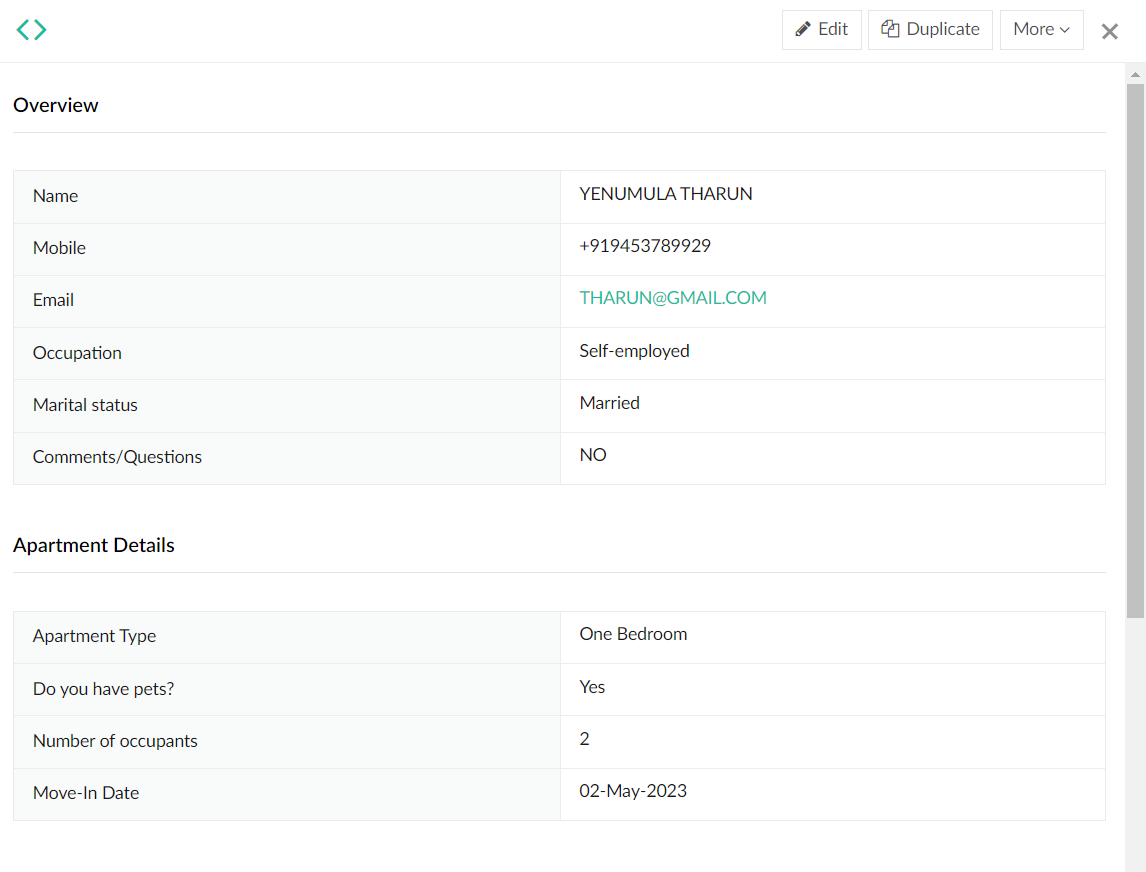 Edit Duplicate More
Overview
Name YENUMULA THARUN
Mobile +919453789929
Email THARUN@GMAIL.COM
Occupation Self-employed
Marital status Married
Comments/Questions NO
Apartment Details
Apartment Type One Bedroom
Do you have pets? Yes
Number of occupants 2
Move-In Date 02-May-2023